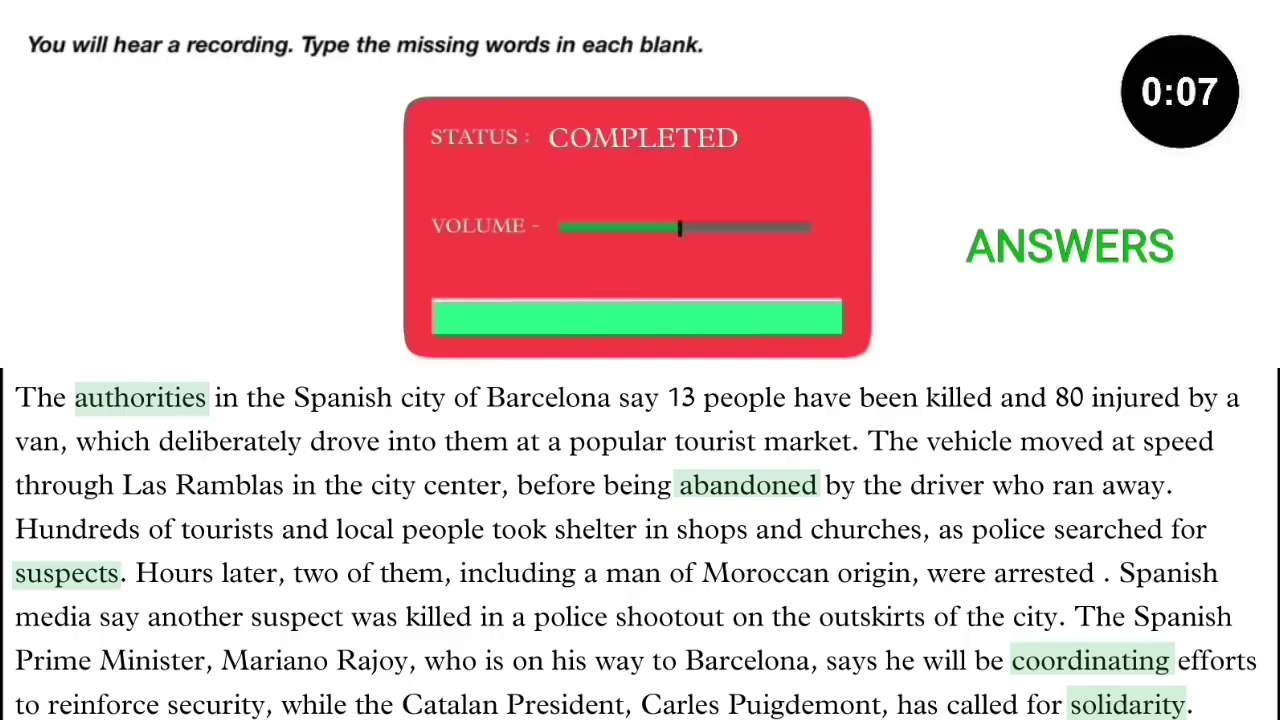 You will hear a recording. Type the missing words in each blank.
0:07
STATUS : COMPLETED
VOLUME -
ANSWERS
The authorities in the Spanish city of Barcelona say 13 people have been killed and 80 injured by a
van, which deliberately drove into them at a popular tourist market. The vehicle moved at speed
through Las Ramblas in the city center, before being abandoned by the driver who ran away.
Hundreds of tourists and local people took shelter in shops and churches, as police searched for
suspects. Hours later, two of them, including a man of Moroccan origin, were arrested . Spanish
media say another suspect was killed in a police shootout on the outskirts of the city. The Spanish
Prime Minister, Mariano Rajoy, who is on his way to Barcelona, says he will be coordinating efforts
to reinforce security, while the Catalan President, Carles Puigdemont, has called for solidarity.